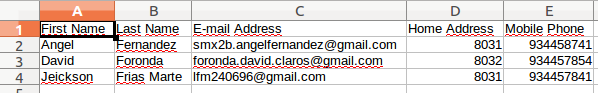 A B C D E
1 First Name Last Name E-mail Address Home Address Mobile Phone
2 Angel Fernandez smx2b.angelfernandez@gmail.com 8031 934458741
3 David Foronda foronda.david.claros@gmail.com 8032 934457854
4 Jeickson Frias Marte lfm240696@gmail.com 8031 934457841